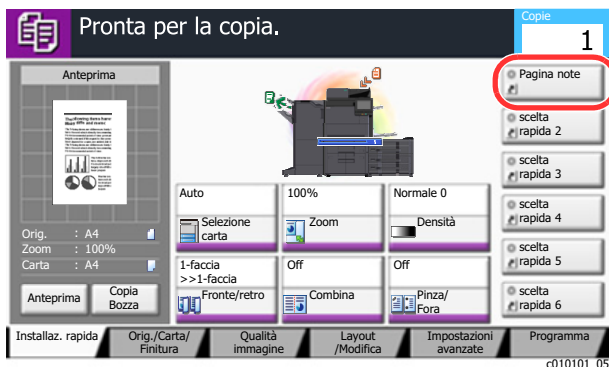 Pronta per la copia.
Copie
1
Anteprima
Orig. : A4
Zoom : 100%
Carta : A4
Anteprima
Copia
Bozza
Auto
Selezione
carta
100%
Zoom
Normale 0
Densità
1-faccia
>>1-faccia
Fronte/retro
Off
Combina
Off
Pinza/
Fora
1
Pagina note
scelta
rapida 2
scelta
rapida 3
scelta
rapida 4
scelta
rapida 5
scelta
rapida 6
Installaz. rapida
Orig./Carta/
Finitura
Qualità
immagine
Layout
/Modifica
Impostazioni
avanzate
Programma
c010101_05